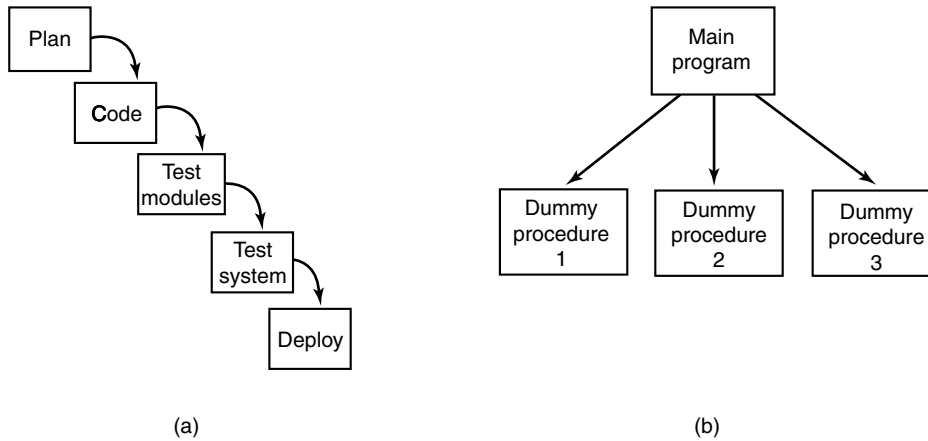 Plan
Code
Test
modules
Test
system
Deploy
(a)
Main
program
Dummy
procedure
1
Dummy
procedure
2
Dummy
procedure
3
(b)